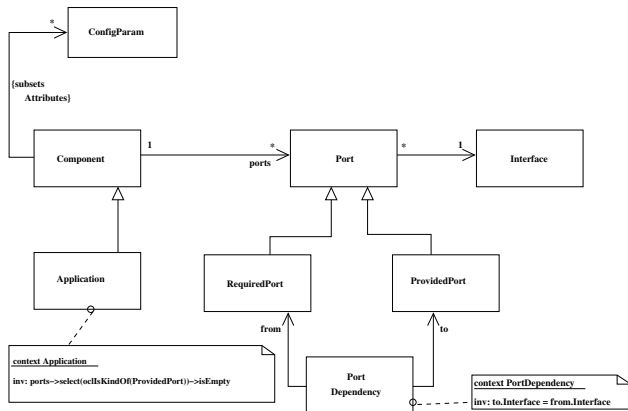 *
ConfigParam
{subsets
Attributes}
1
*
*
1
Component
Port
Interface
ports
Application
RequiredPort
ProvidedPort
from
to
context Application
inv: ports->select(oclIsKindOf(ProvidedPort))->isEmpty
Port
Dependency
context PortDependency
inv: to.Interface = from.Interface